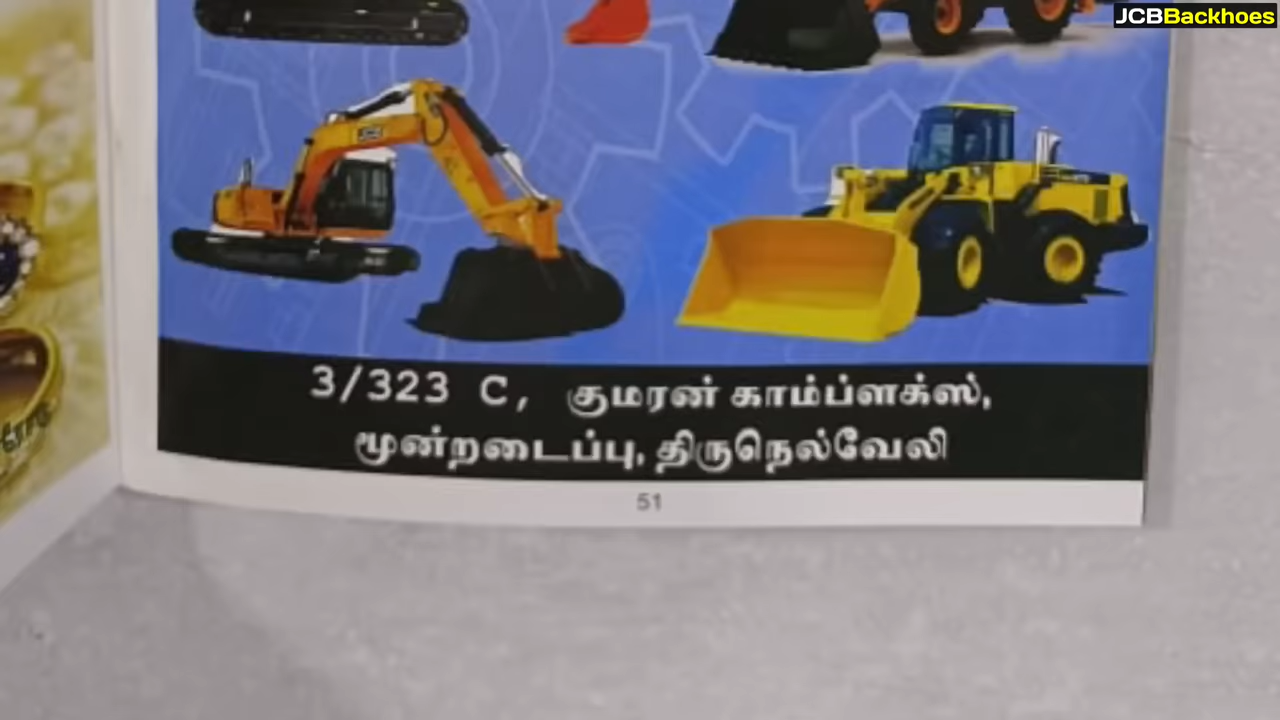 JCBBackhoes
3/323 C, குமரன் காம்ப்ளக்ஸ்,
மூன்றடைப்பு, திருநெல்வேலி
51